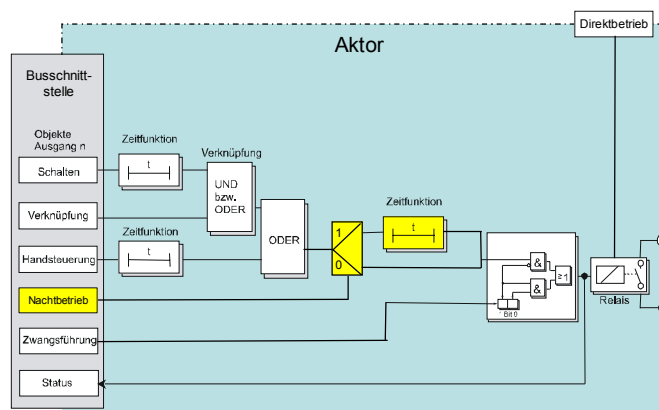 Direktbetrieb
Aktor
Busschnitt-
stelle
Objekte
Ausgang n
Zeitfunktion
Verknüpfung
Schalten
t
UND
bzw.
ODER
Zeitfunktion
Verknüpfung
1
t
Zeitfunktion
ODER
&
Handsteuerung
t
0
≥1
&
Nachtbetrieb
Bit 0
Relais
Zwangsführung
Status